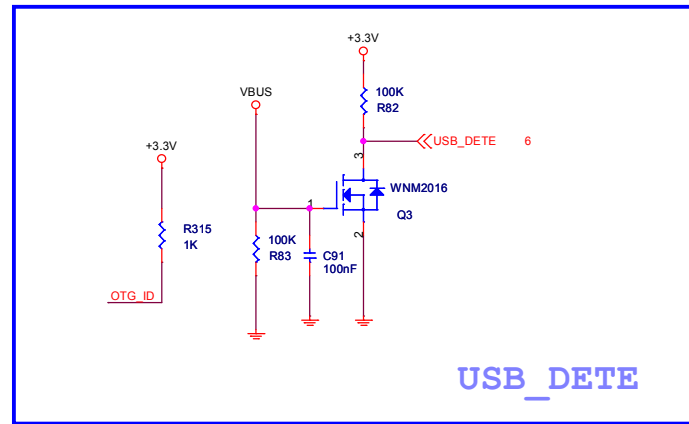 +3.3V
VBUS
100K
R82
+3.3V
USB_DETE 6
3
WNM2016
1
Q3
R315
1K
100K
R83
C91
100nF
2
OTG_ID
USB_DETE